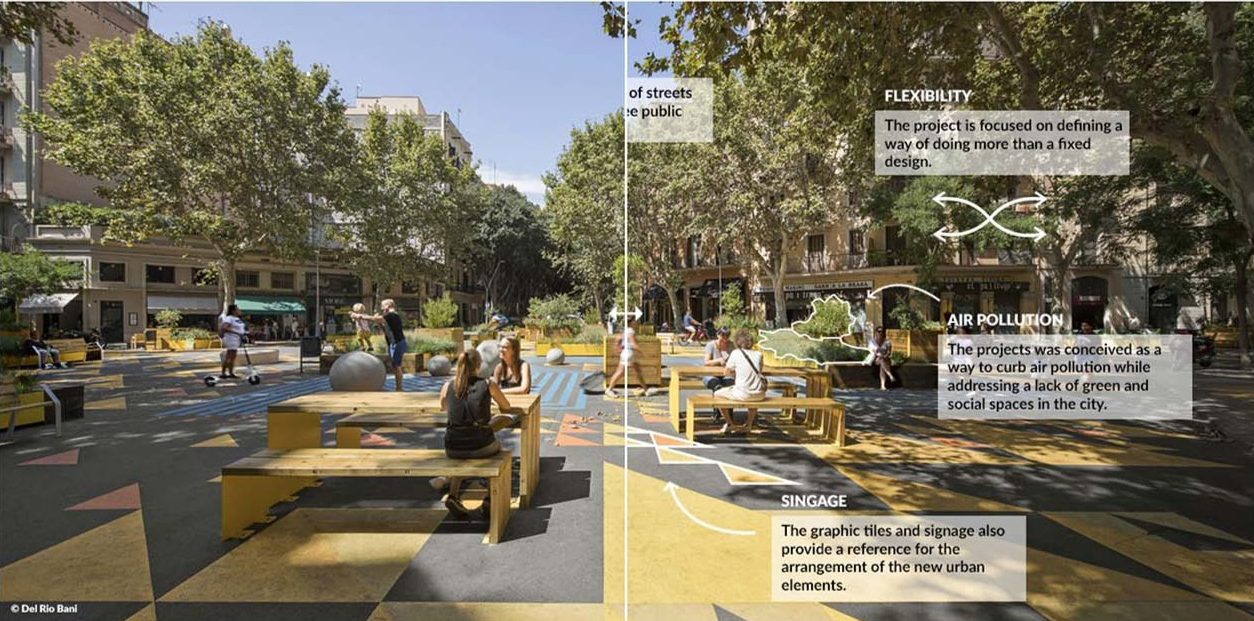 of streets
e public
FLEXIBILITY
The project is focused on defining a
way of doing more than a fixed
design.
AIR POLLUTION
The projects was conceived as a
way to curb air pollution while
addressing a lack of green and
social spaces in the city.
SINGAGE
The graphic tiles and signage also
provide a reference for the
arrangement of the new urban
elements.
© Del Rio Bani